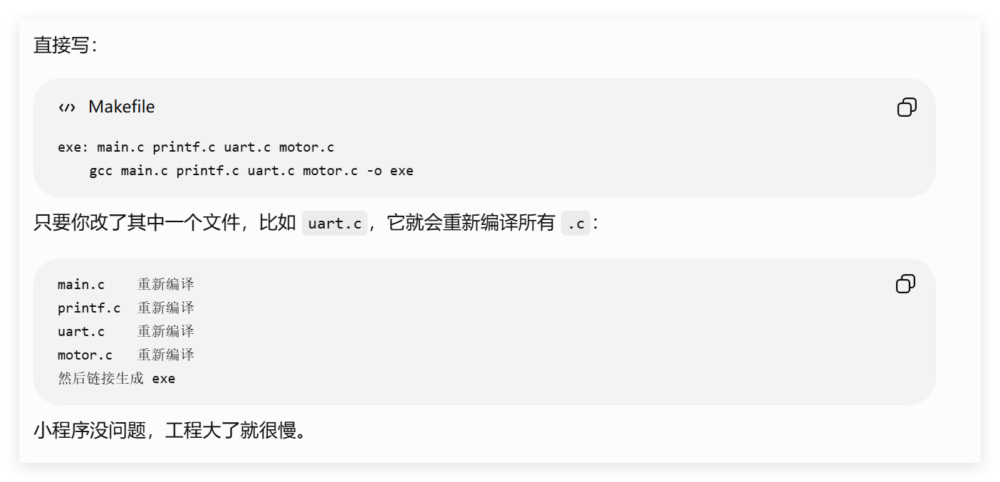 直接写：
Makefile
exe: main.c printf.c uart.c motor.c
    gcc main.c printf.c uart.c motor.c -o exe
只要你改了其中一个文件，比如 uart.c，它就会重新编译所有 .c：
main.c    重新编译
printf.c  重新编译
uart.c    重新编译
motor.c   重新编译
然后链接生成 exe
小程序没问题，工程大了就很慢。